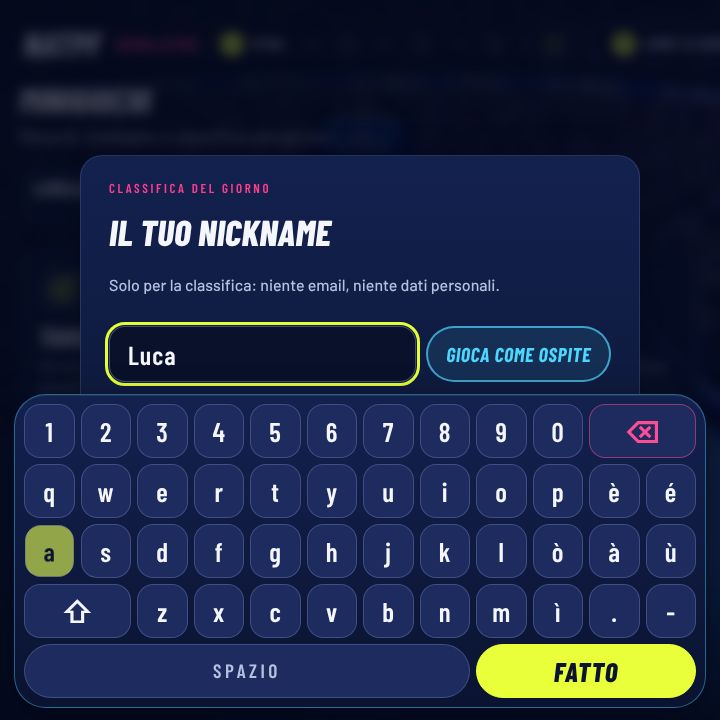 CLASSIFICA DEL GIORNO
IL TUO NICKNAME
Solo per la classifica: niente email, niente dati personali.
Luca
GIOCA COME OSPITE
1 2 3 4 5 6 7 8 9 0
q w e r t y u i o p è é
a s d f g h j k l ò à ù
z x c v b n m ì . -
SPAZIO
FATTO